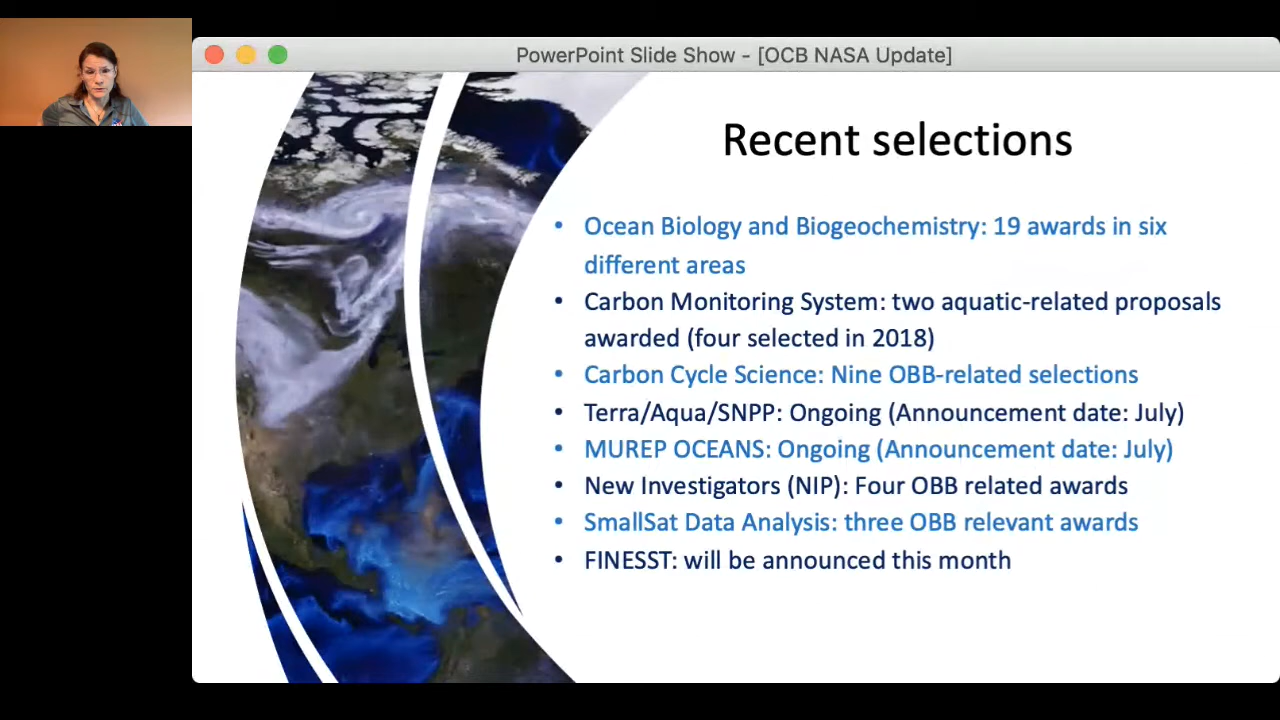 PowerPoint Slide Show - [OCB NASA Update]
Recent selections
• Ocean Biology and Biogeochemistry: 19 awards in six
different areas
• Carbon Monitoring System: two aquatic-related proposals
awarded (four selected in 2018)
• Carbon Cycle Science: Nine OBB-related selections
• Terra/Aqua/SNPP: Ongoing (Announcement date: July)
• MUREP OCEANS: Ongoing (Announcement date: July)
• New Investigators (NIP): Four OBB related awards
• SmallSat Data Analysis: three OBB relevant awards
• FINESST: will be announced this month